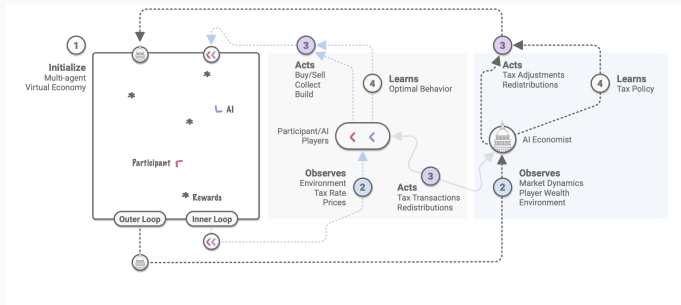 1
Initialize
Multi-agent
Virtual Economy
AI
Participant
Rewards
Outer Loop
Inner Loop
3
Acts
Buy/Sell
Collect
Build
4
Learns
Optimal Behavior
Participant/AI
Players
Observes
Environment
Tax Rate
Prices
2
3
Acts
Tax Transactions
Redistributions
3
Acts
Tax Adjustments
Redistributions
4
Learns
Tax Policy
AI Economist
2
Observes
Market Dynamics
Player Wealth
Environment